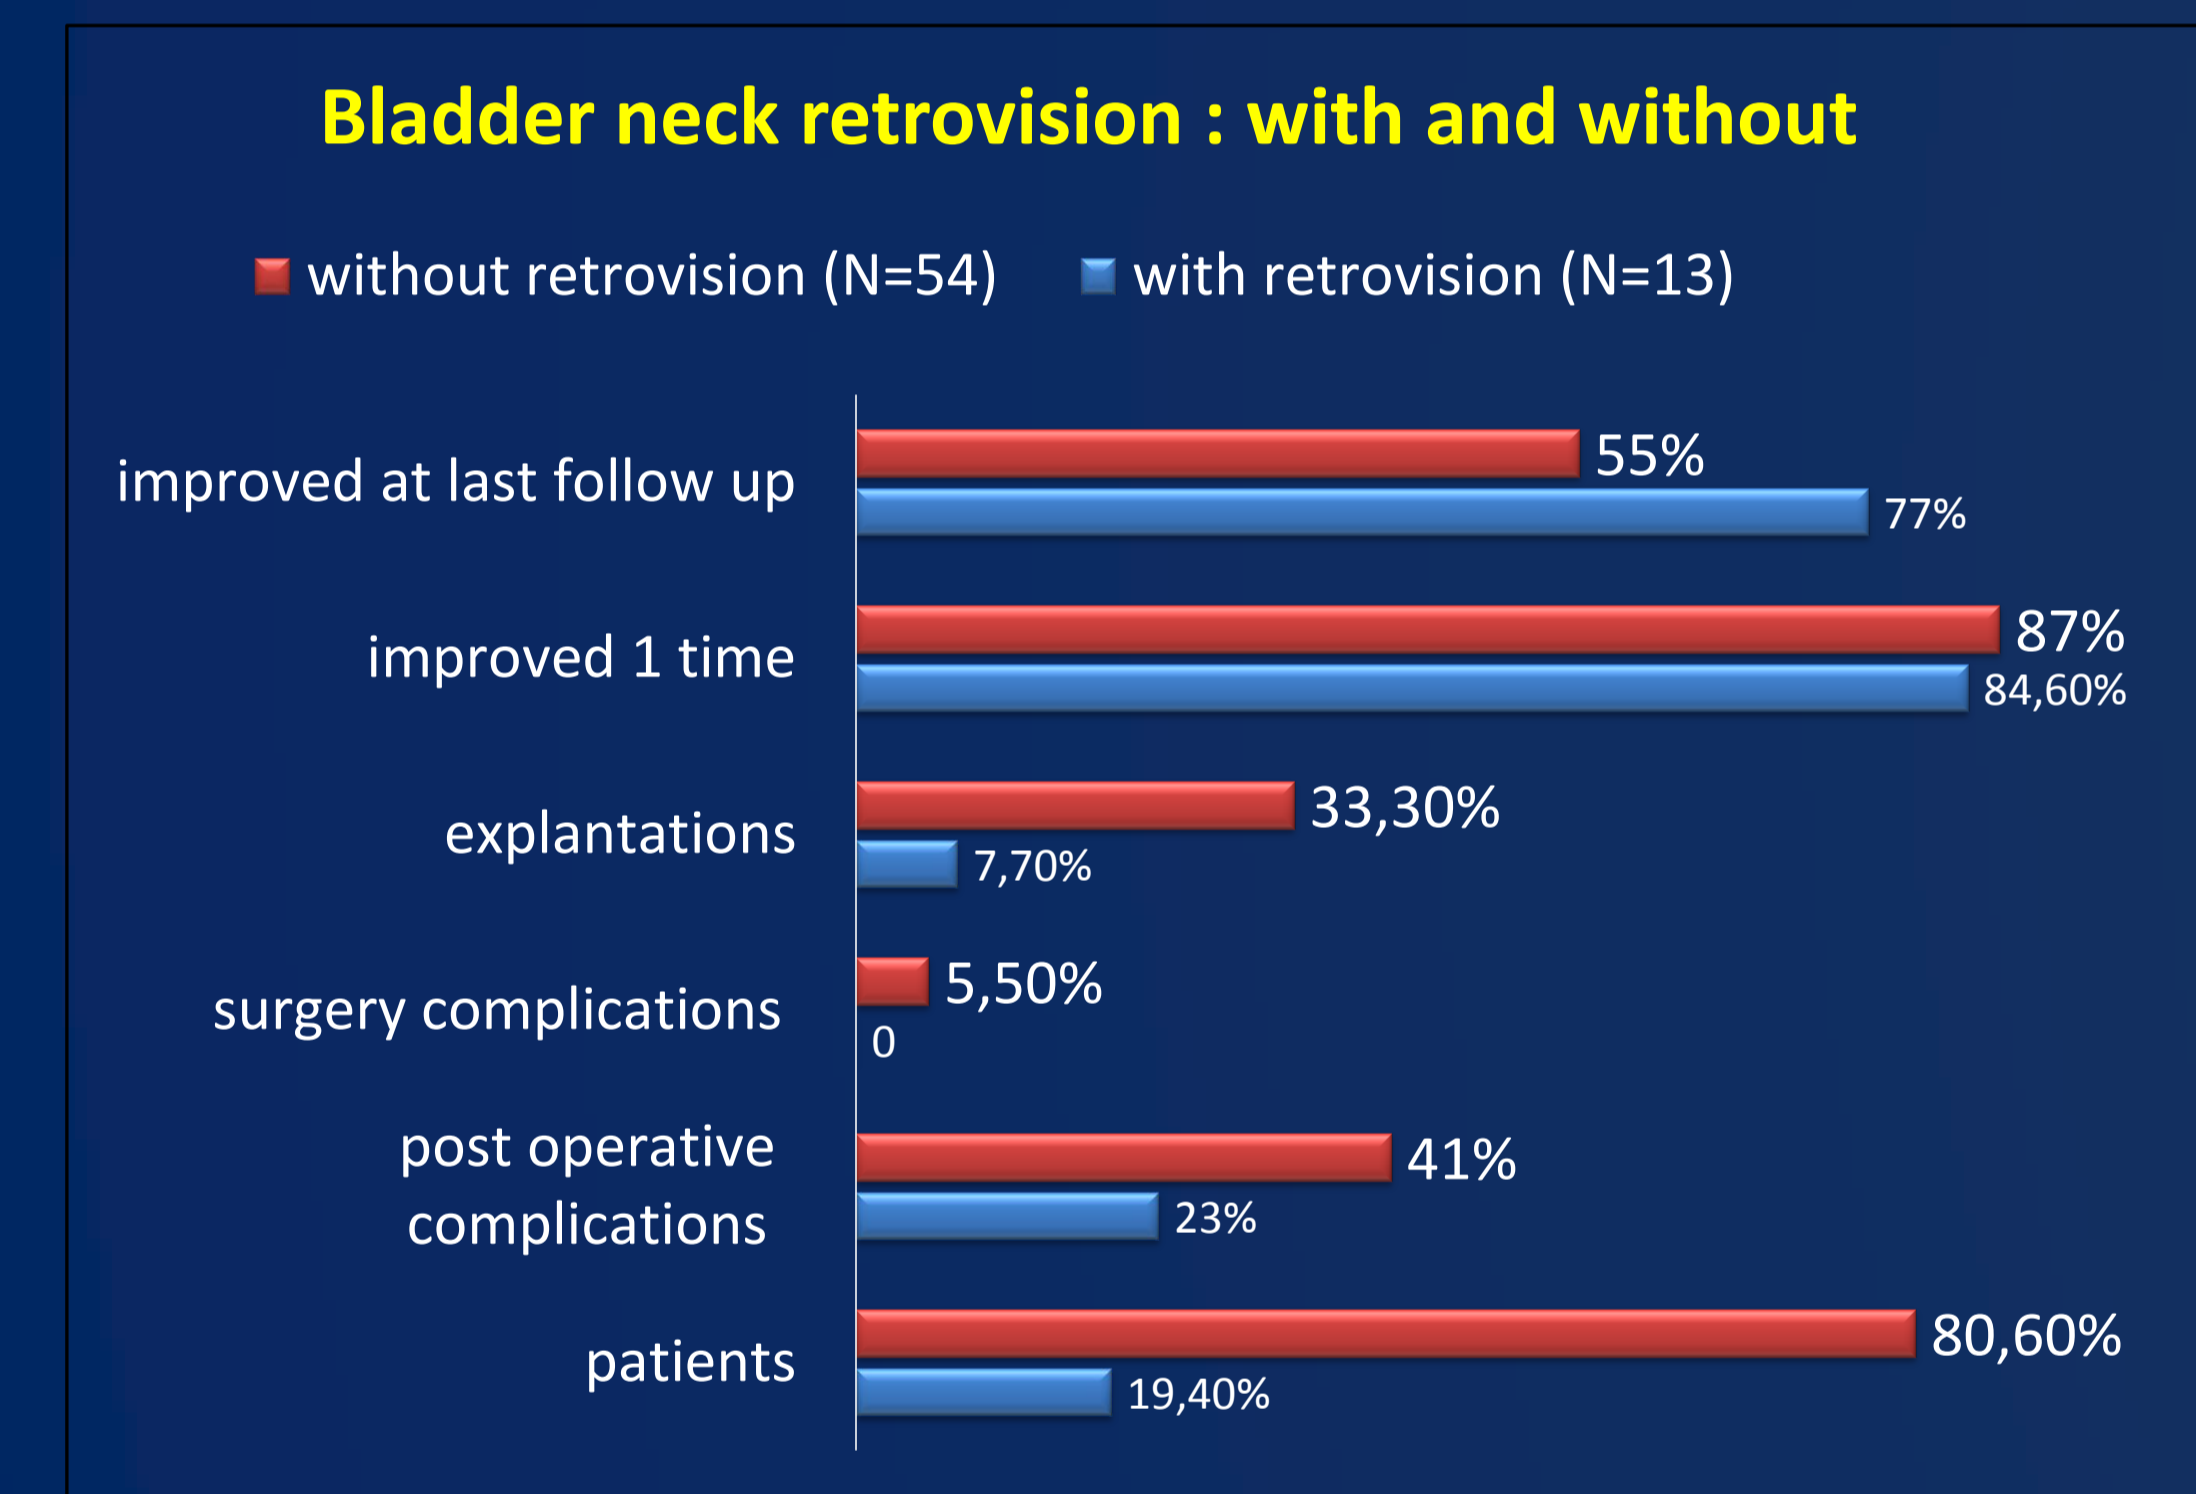 Bladder neck retrovision : with and without
without retrovision (N=54) with retrovision (N=13)
improved at last follow up
55%
77%
improved 1 time
87%
84,60%
explantations
33,30%
7,70%
surgery complications
5,50%
0
post operative
complications
41%
23%
patients
80,60%
19,40%